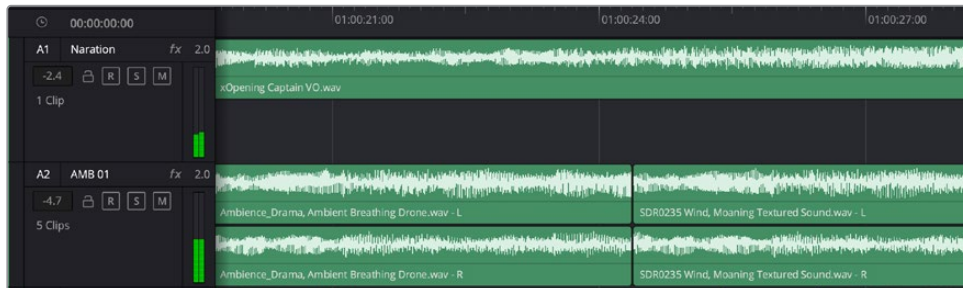 00:00:00:00 01:00:21:00 01:00:24:00 01:00:27:00
A1 Naration fx 2.0
-2.4 R S M
xOpening Captain VO.wav
1 Clip
A2 AMB 01 fx 2.0
-4.7 R S M
Ambience_Drama, Ambient Breathing Drone.wav - L SDR0235 Wind, Moaning Textured Sound.wav - L
5 Clips
Ambience_Drama, Ambient Breathing Drone.wav - R SDR0235 Wind, Moaning Textured Sound.wav - R